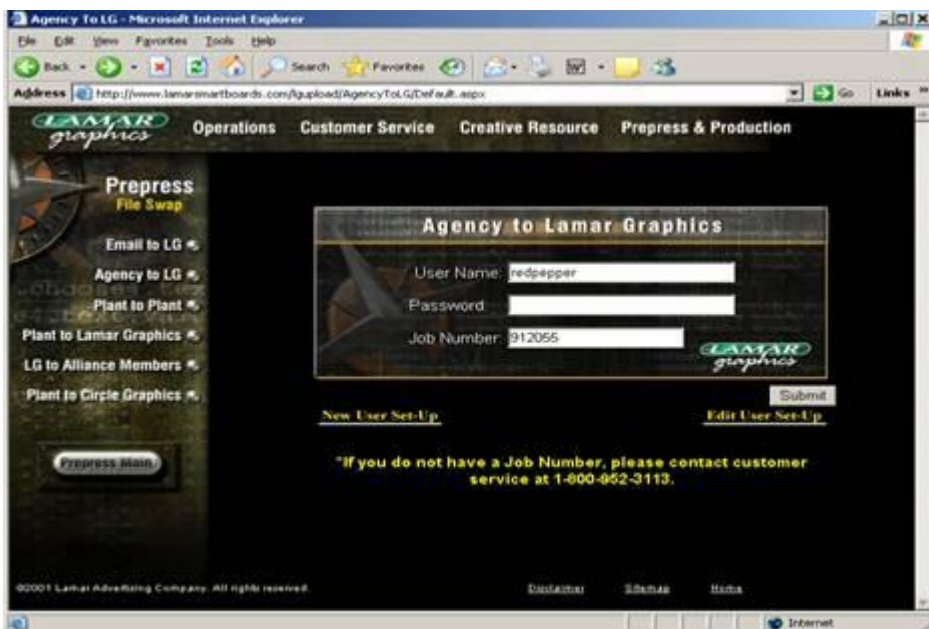 Agency To LG - Microsoft Internet Explorer
File Edit View Favorites Tools Help
Back Search Favorites
Address http://www.lamarsmartboards.com/lgupload/AgencyToLG/Default.aspx Go Links
LAMAR graphics Operations Customer Service Creative Resource Prepress & Production
Prepress
File Swap
Email to LG
Agency to LG
Plant to Plant
Plant to Lamar Graphics
LG to Alliance Members
Plant to Circle Graphics
Prepress Main
Agency to Lamar Graphics
User Name: redpepper
Password
Job Number: 912055
LAMAR
graphics
Submit
New User Set-Up Edit User Set-Up
*If you do not have a Job Number, please contact customer
service at 1-800-952-3113.
©2001 Lamar Advertising Company. All rights reserved. Disclaimer Sitemap Home
Internet